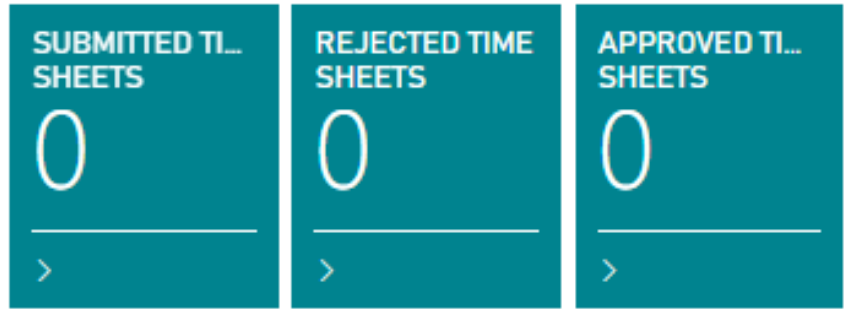 SUBMITTED TI...
SHEETS
0
REJECTED TIME
SHEETS
0
APPROVED TI...
SHEETS
0